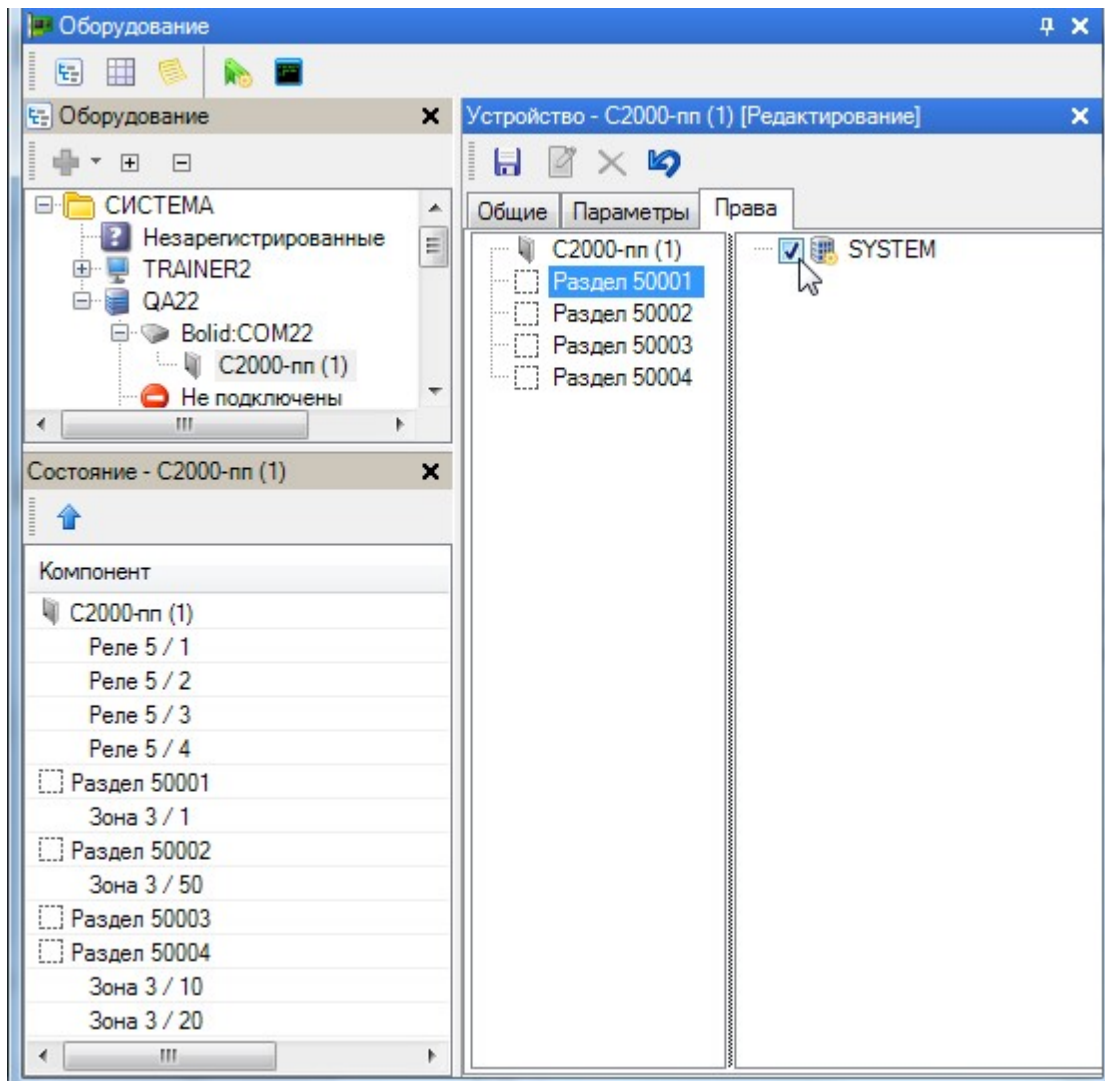 Оборудование
Оборудование
СИСТЕМА
Незарегистрированные
TRAINER2
QA22
Bolid:COM22
С2000-пп (1)
Не подключены
Состояние - С2000-пп (1)
Компонент
С2000-пп (1)
Реле 5 / 1
Реле 5 / 2
Реле 5 / 3
Реле 5 / 4
Раздел 50001
Зона 3 / 1
Раздел 50002
Зона 3 / 50
Раздел 50003
Раздел 50004
Зона 3 / 10
Зона 3 / 20
Устройство - С2000-пп (1) [Редактирование]
Общие Параметры Права
С2000-пп (1)
Раздел 50001
Раздел 50002
Раздел 50003
Раздел 50004
SYSTEM